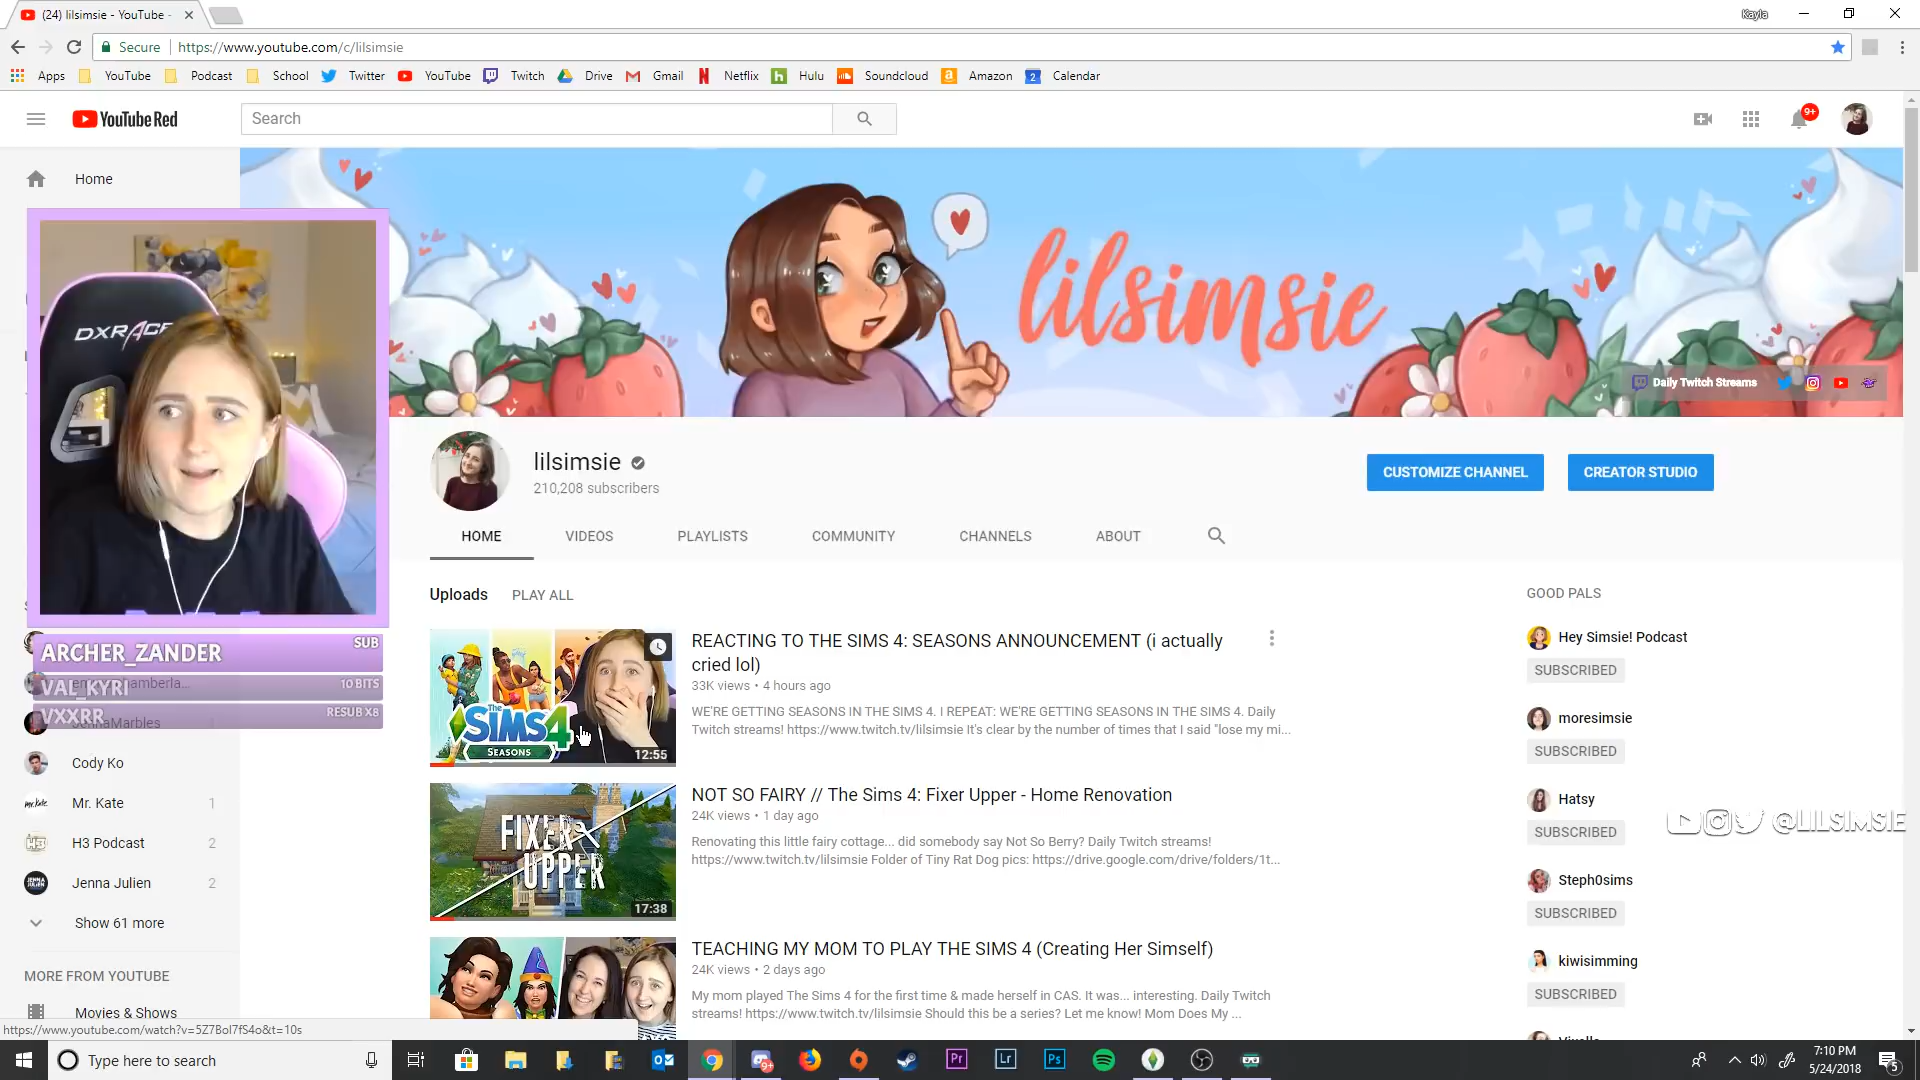 (24) lilsimsie - YouTube -
Kayla
Secure https://www.youtube.com/c/lilsimsie
Apps YouTube Podcast School Twitter YouTube Twitch Drive Gmail Netflix Hulu Soundcloud Amazon Calendar
YouTube Red
Search
9+
Home
lilsimsie
Daily Twitch Streams
DXRACE
lilsimsie
210,208 subscribers
CUSTOMIZE CHANNEL
CREATOR STUDIO
HOME VIDEOS PLAYLISTS COMMUNITY CHANNELS ABOUT
Uploads PLAY ALL
The SIMS 4
SEASONS
12:55
REACTING TO THE SIMS 4: SEASONS ANNOUNCEMENT (i actually
cried lol)
33K views • 4 hours ago
WE'RE GETTING SEASONS IN THE SIMS 4. I REPEAT: WE'RE GETTING SEASONS IN THE SIMS 4. Daily
Twitch streams! https://www.twitch.tv/lilsimsie It's clear by the number of times that I said "lose my mi...
FIXER
UPPER
17:38
NOT SO FAIRY // The Sims 4: Fixer Upper - Home Renovation
24K views • 1 day ago
Renovating this little fairy cottage... did somebody say Not So Berry? Daily Twitch streams!
https://www.twitch.tv/lilsimsie Folder of Tiny Rat Dog pics: https://drive.google.com/drive/folders/1t...
TEACHING MY MOM TO PLAY THE SIMS 4 (Creating Her Simself)
24K views • 2 days ago
My mom played The Sims 4 for the first time & made herself in CAS. It was... interesting. Daily Twitch
streams! https://www.twitch.tv/lilsimsie Should this be a series? Let me know! Mom Does My ...
GOOD PALS
Hey Simsie! Podcast
SUBSCRIBED
moresimsie
SUBSCRIBED
Hatsy
SUBSCRIBED
@LILSIMSIE
Steph0sims
SUBSCRIBED
kiwisimming
SUBSCRIBED
ARCHER_ZANDER SUB
VAL_KYRI 10 BITS
VXXRR RESUB X8
JennaMarbles
Cody Ko
mr.kate Mr. Kate 1
H3 H3 Podcast 2
JENNA JULIEN Jenna Julien 2
Show 61 more
MORE FROM YOUTUBE
Movies & Shows
https://www.youtube.com/watch?v=5Z7BoI7fS4o&t=10s
Type here to search
9+
Pr Lr Ps
7:10 PM
5/24/2018
5